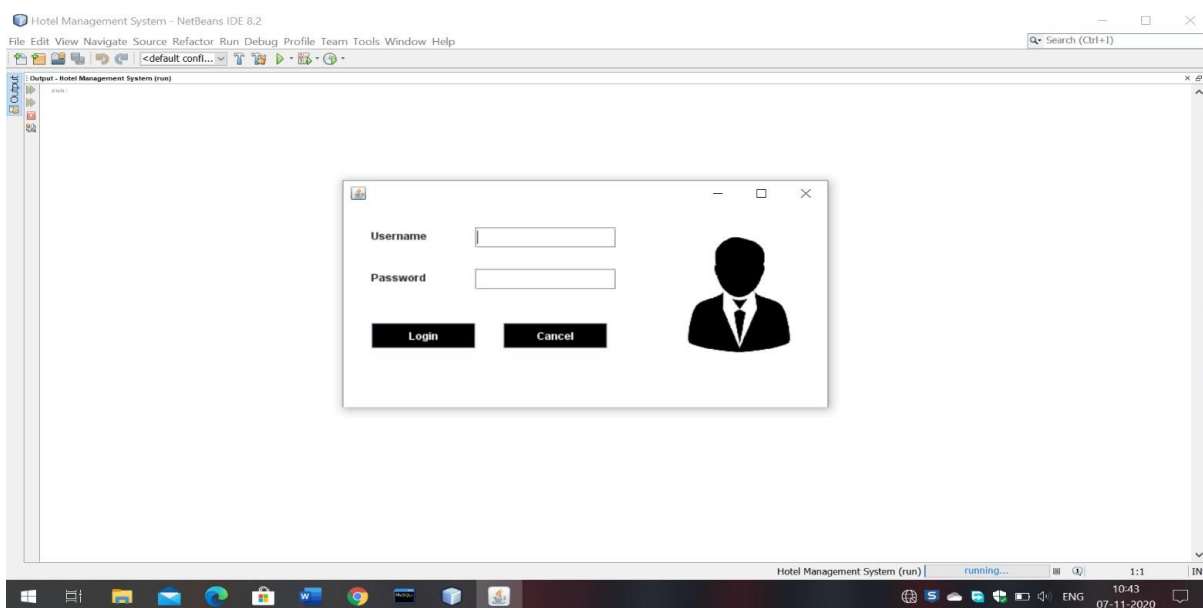 Hotel Management System - NetBeans IDE 8.2
File Edit View Navigate Source Refactor Run Debug Profile Team Tools Window Help
Search (Ctrl+I)
<default confi...
Output
Output - Hotel Management System (run)
run:
Username
Password
Login
Cancel
Hotel Management System (run)
running...
1:1
IN
W
MySQL
S
ENG
10:43
07-11-2020